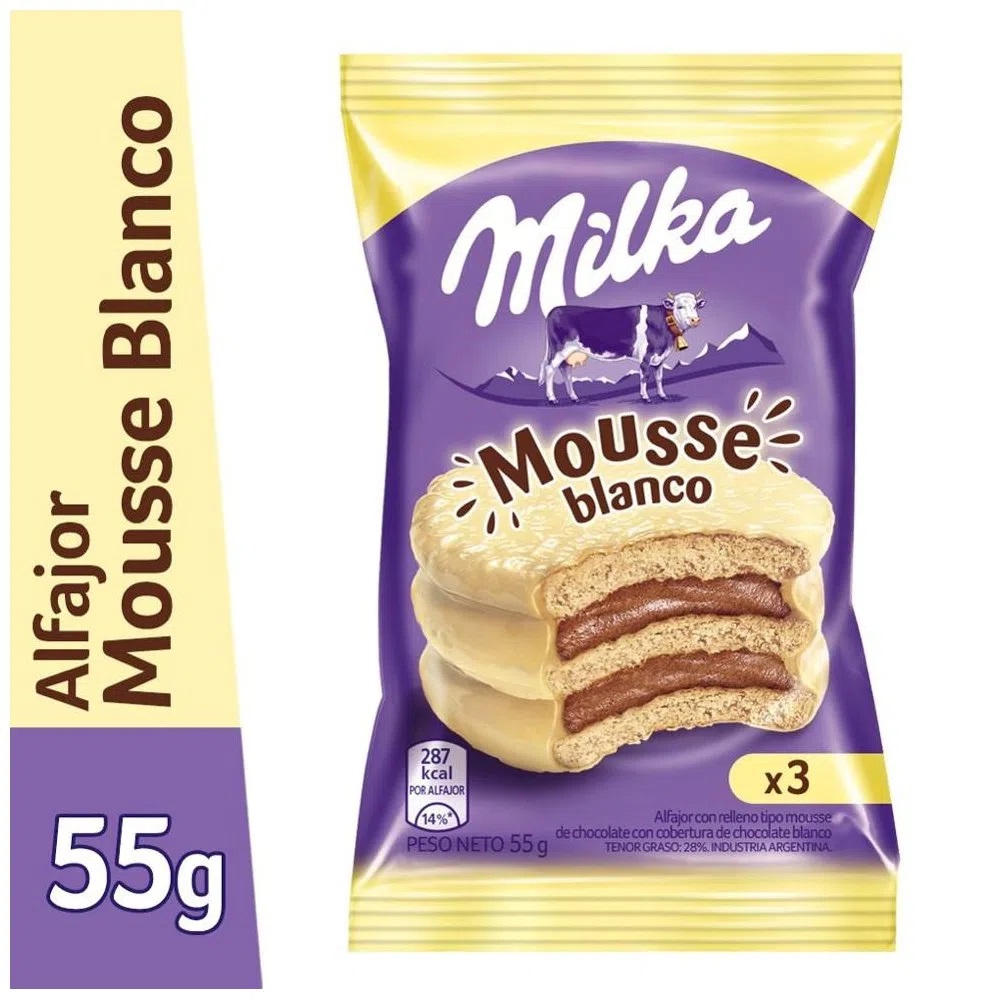 Alfajor
Mousse Blanco
55g
Milka
Mousse
blanco
287
kcal
POR ALFAJOR
14%*
PESO NETO 55 g
x3
Alfajor con relleno tipo mousse
de chocolate con cobertura de chocolate blanco
TENOR GRASO: 28%. INDUSTRIA ARGENTINA.